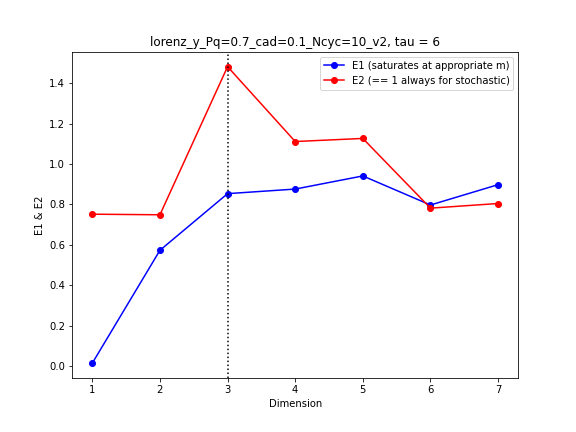 lorenz_y_Pq=0.7_cad=0.1_Ncyc=10_v2, tau = 6
E1 (saturates at appropriate m)
E2 (== 1 always for stochastic)
E1 & E2
1.4
1.2
1.0
0.8
0.6
0.4
0.2
0.0
1 2 3 4 5 6 7
Dimension